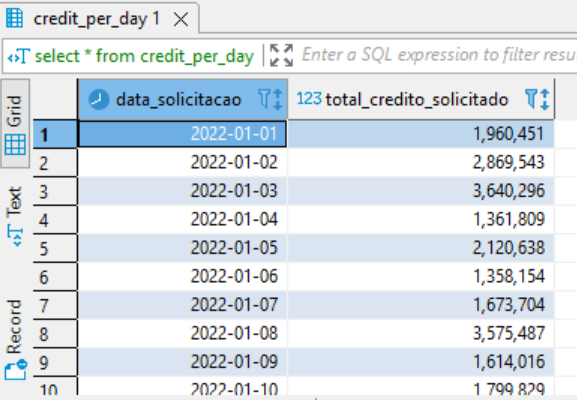 credit_per_day 1
select * from credit_per_day Enter a SQL expression to filter resu
Grid
Text
Record
data_solicitacao 123 total_credito_solicitado
1 2022-01-01 1,960,451
2 2022-01-02 2,869,543
3 2022-01-03 3,640,296
4 2022-01-04 1,361,809
5 2022-01-05 2,120,638
6 2022-01-06 1,358,154
7 2022-01-07 1,673,704
8 2022-01-08 3,575,487
9 2022-01-09 1,614,016
10 2022-01-10 1,799,829